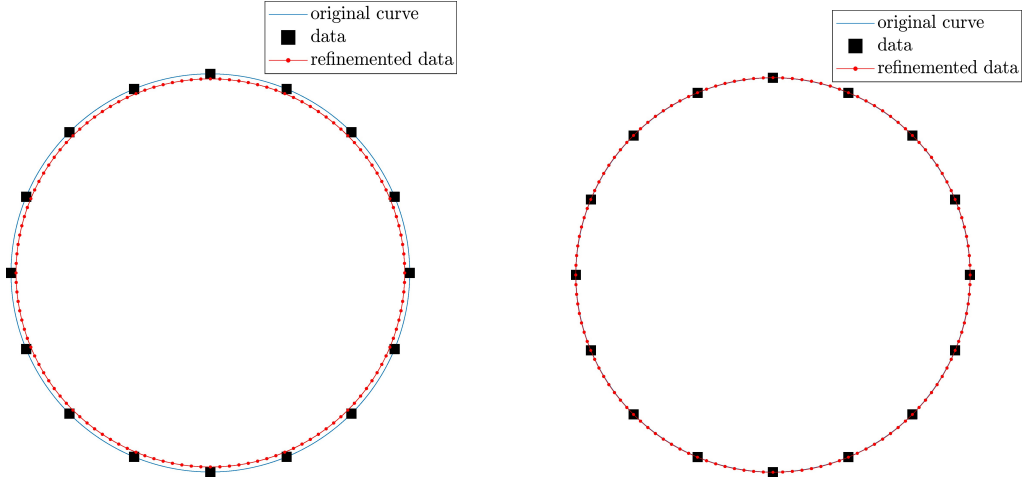 original curve
data
refinemented data
original curve
data
refinemented data